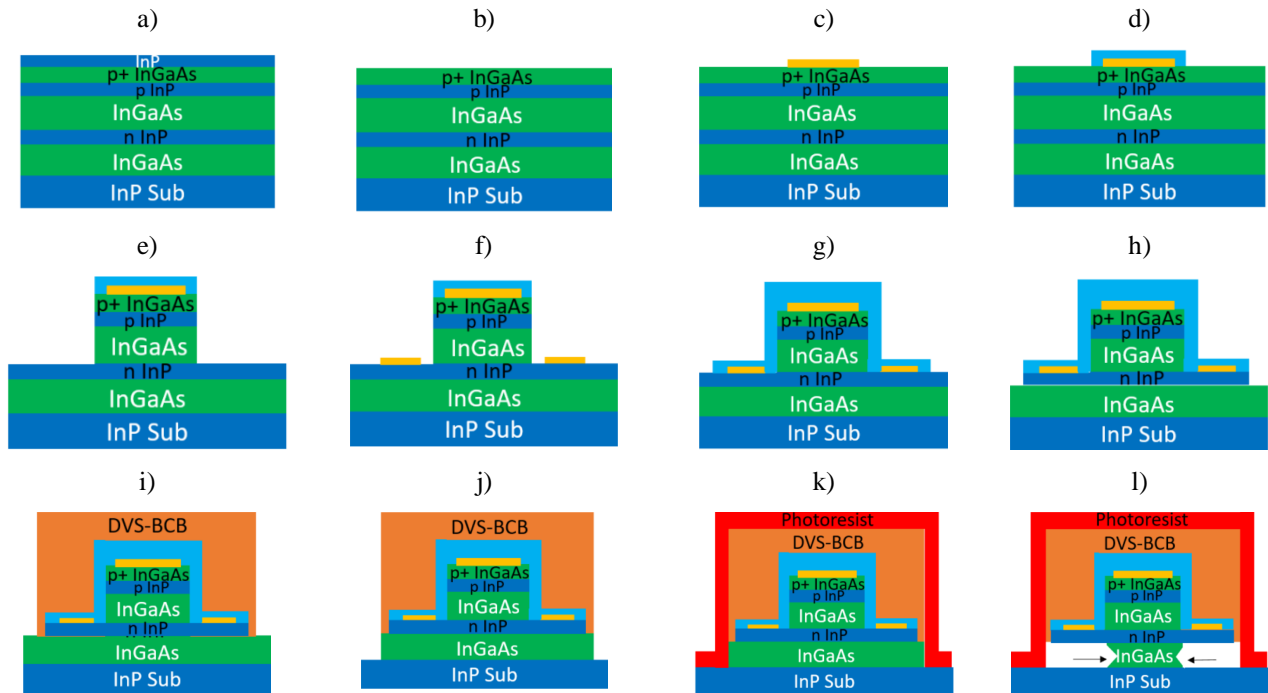 a)
b)
c)
d)
InP
p+ InGaAs
p InP
InGaAs
n InP
InGaAs
InP Sub
p+ InGaAs
p InP
InGaAs
n InP
InGaAs
InP Sub
p+ InGaAs
p InP
InGaAs
n InP
InGaAs
InP Sub
p+ InGaAs
p InP
InGaAs
n InP
InGaAs
InP Sub
e)
f)
g)
h)
p+ InGaAs
p InP
InGaAs
n InP
InGaAs
InP Sub
p+ InGaAs
p InP
InGaAs
n InP
InGaAs
InP Sub
p+ InGaAs
p InP
InGaAs
n InP
InGaAs
InP Sub
p+ InGaAs
p InP
InGaAs
n InP
InGaAs
InP Sub
i)
j)
k)
l)
DVS-BCB
p+ InGaAs
p InP
InGaAs
n InP
InGaAs
InP Sub
DVS-BCB
p+ InGaAs
p InP
InGaAs
n InP
InGaAs
InP Sub
Photoresist
DVS-BCB
p+ InGaAs
p InP
InGaAs
n InP
InGaAs
InP Sub
Photoresist
DVS-BCB
p+ InGaAs
p InP
InGaAs
n InP
InGaAs
InP Sub